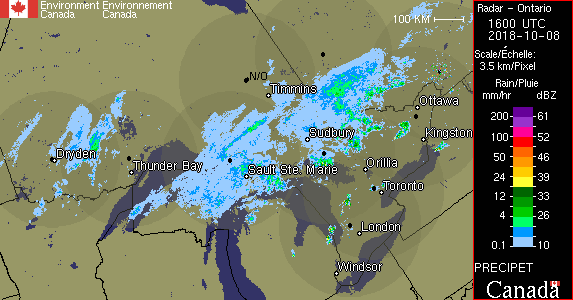 Environment Environnement
Canada Canada
100 KM
N/O
Timmins
Ottawa
Sudbury
Kingston
Dryden
Thunder Bay
Sault Ste. Marie
Orillia
Toronto
London
Windsor
Radar - Ontario
1600 UTC
2018-10-08
Scale/Échelle:
3.5 km/Pixel
Rain/Pluie
mm/hr dBZ
200 61
100 52
50 46
24 39
12 33
4 26
0.1 10
PRECIPET
Canada